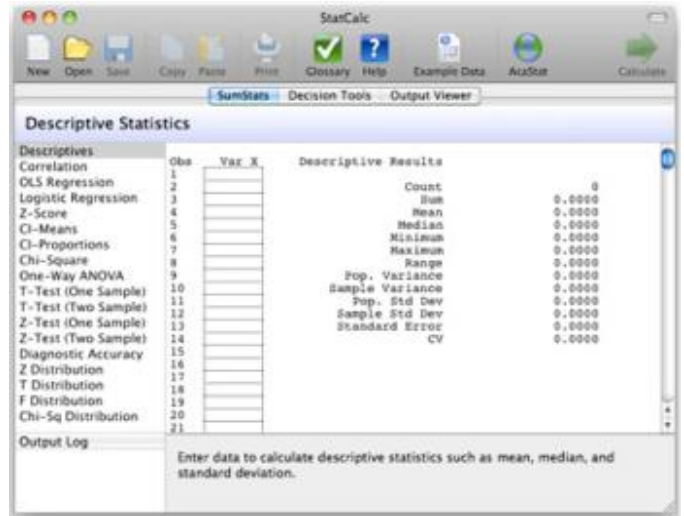 StatCalc
New Open Save Copy Paste Print Glossary Help Example Data AcaStat Calculate
SumStats Decision Tools Output Viewer
Descriptive Statistics
Descriptives
Correlation
OLS Regression
Logistic Regression
Z-Score
CI-Means
CI-Proportions
Chi-Square
One-Way ANOVA
T-Test (One Sample)
T-Test (Two Sample)
Z-Test (One Sample)
Z-Test (Two Sample)
Diagnostic Accuracy
Z Distribution
T Distribution
F Distribution
Chi-Sq Distribution
Output Log
Obs Var X
1
2
3
4
5
6
7
8
9
10
11
12
13
14
15
16
17
18
19
20
21
Descriptive Results
Count 0
Sum 0.0000
Mean 0.0000
Median 0.0000
Minimum 0.0000
Maximum 0.0000
Range 0.0000
Pop. Variance 0.0000
Sample Variance 0.0000
Pop. Std Dev 0.0000
Sample Std Dev 0.0000
Standard Error 0.0000
CV 0.0000
Enter data to calculate descriptive statistics such as mean, median, and
standard deviation.